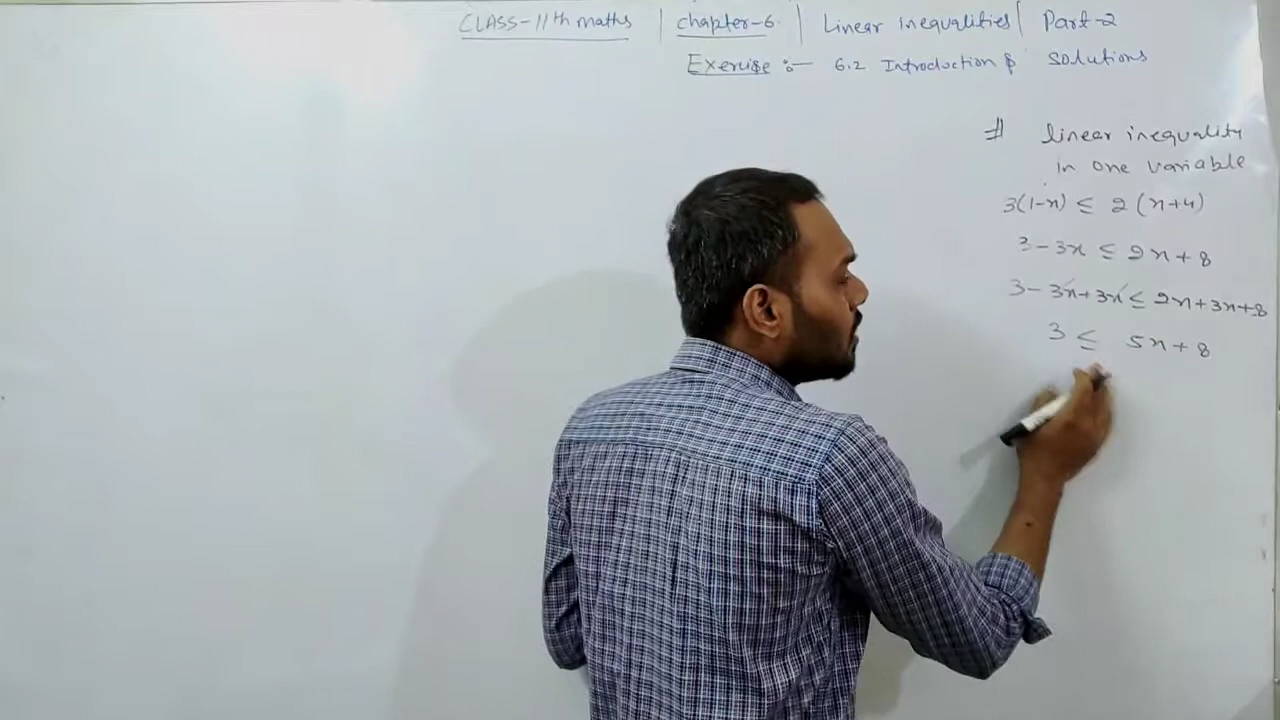 CLASS-11th maths | chapter-6 | Linear inequalities | Part-2
Exercise :- 6.2 Introduction & solutions
# linear inequality
in one variable
3(1-x) ≤ 2(x+4)
3-3x ≤ 2x+8
3-3x+3x ≤ 2x+3x+8
3 ≤ 5x+8